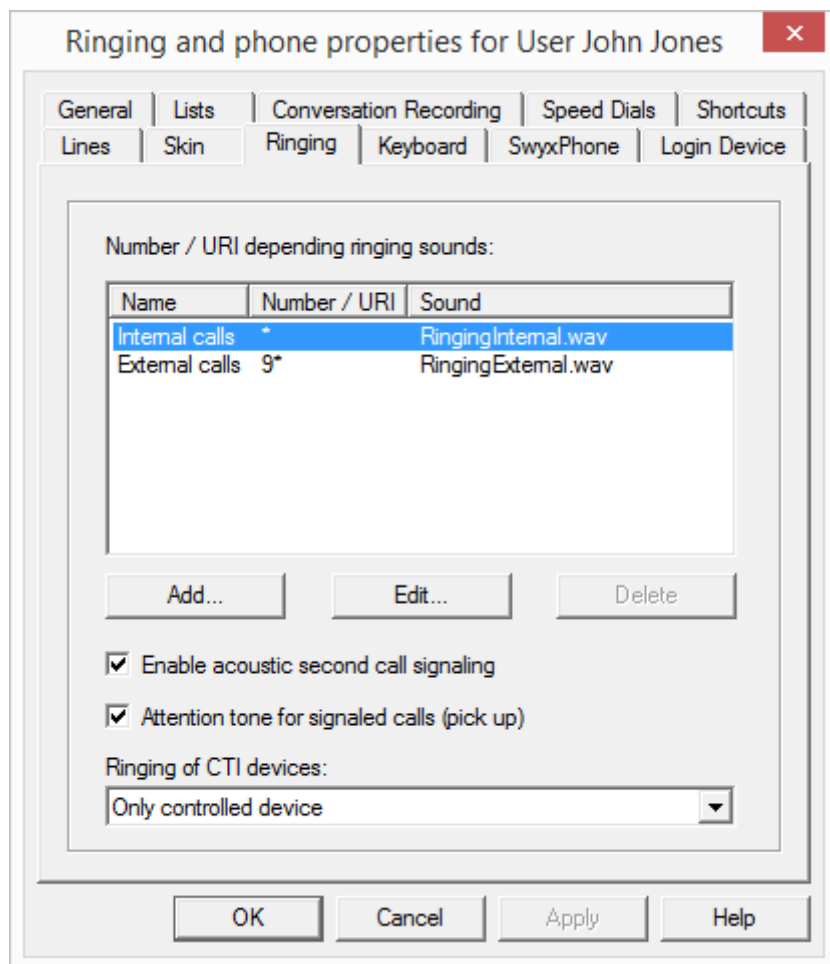 Ringing and phone properties for User John Jones
General Lists Conversation Recording Speed Dials Shortcuts
Lines Skin Ringing Keyboard SwyxPhone Login Device
Number / URI depending ringing sounds:
Name Number / URI Sound
Internal calls * RingingInternal.wav
External calls 9* RingingExternal.wav
Add... Edit... Delete
Enable acoustic second call signaling
Attention tone for signaled calls (pick up)
Ringing of CTI devices:
Only controlled device
OK Cancel Apply Help